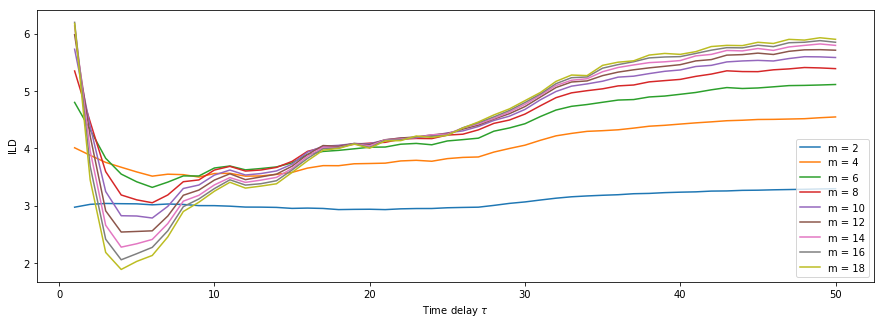 6
5
4
3
2
ILD
0
10
20
30
40
50
Time delay τ
m = 2
m = 4
m = 6
m = 8
m = 10
m = 12
m = 14
m = 16
m = 18